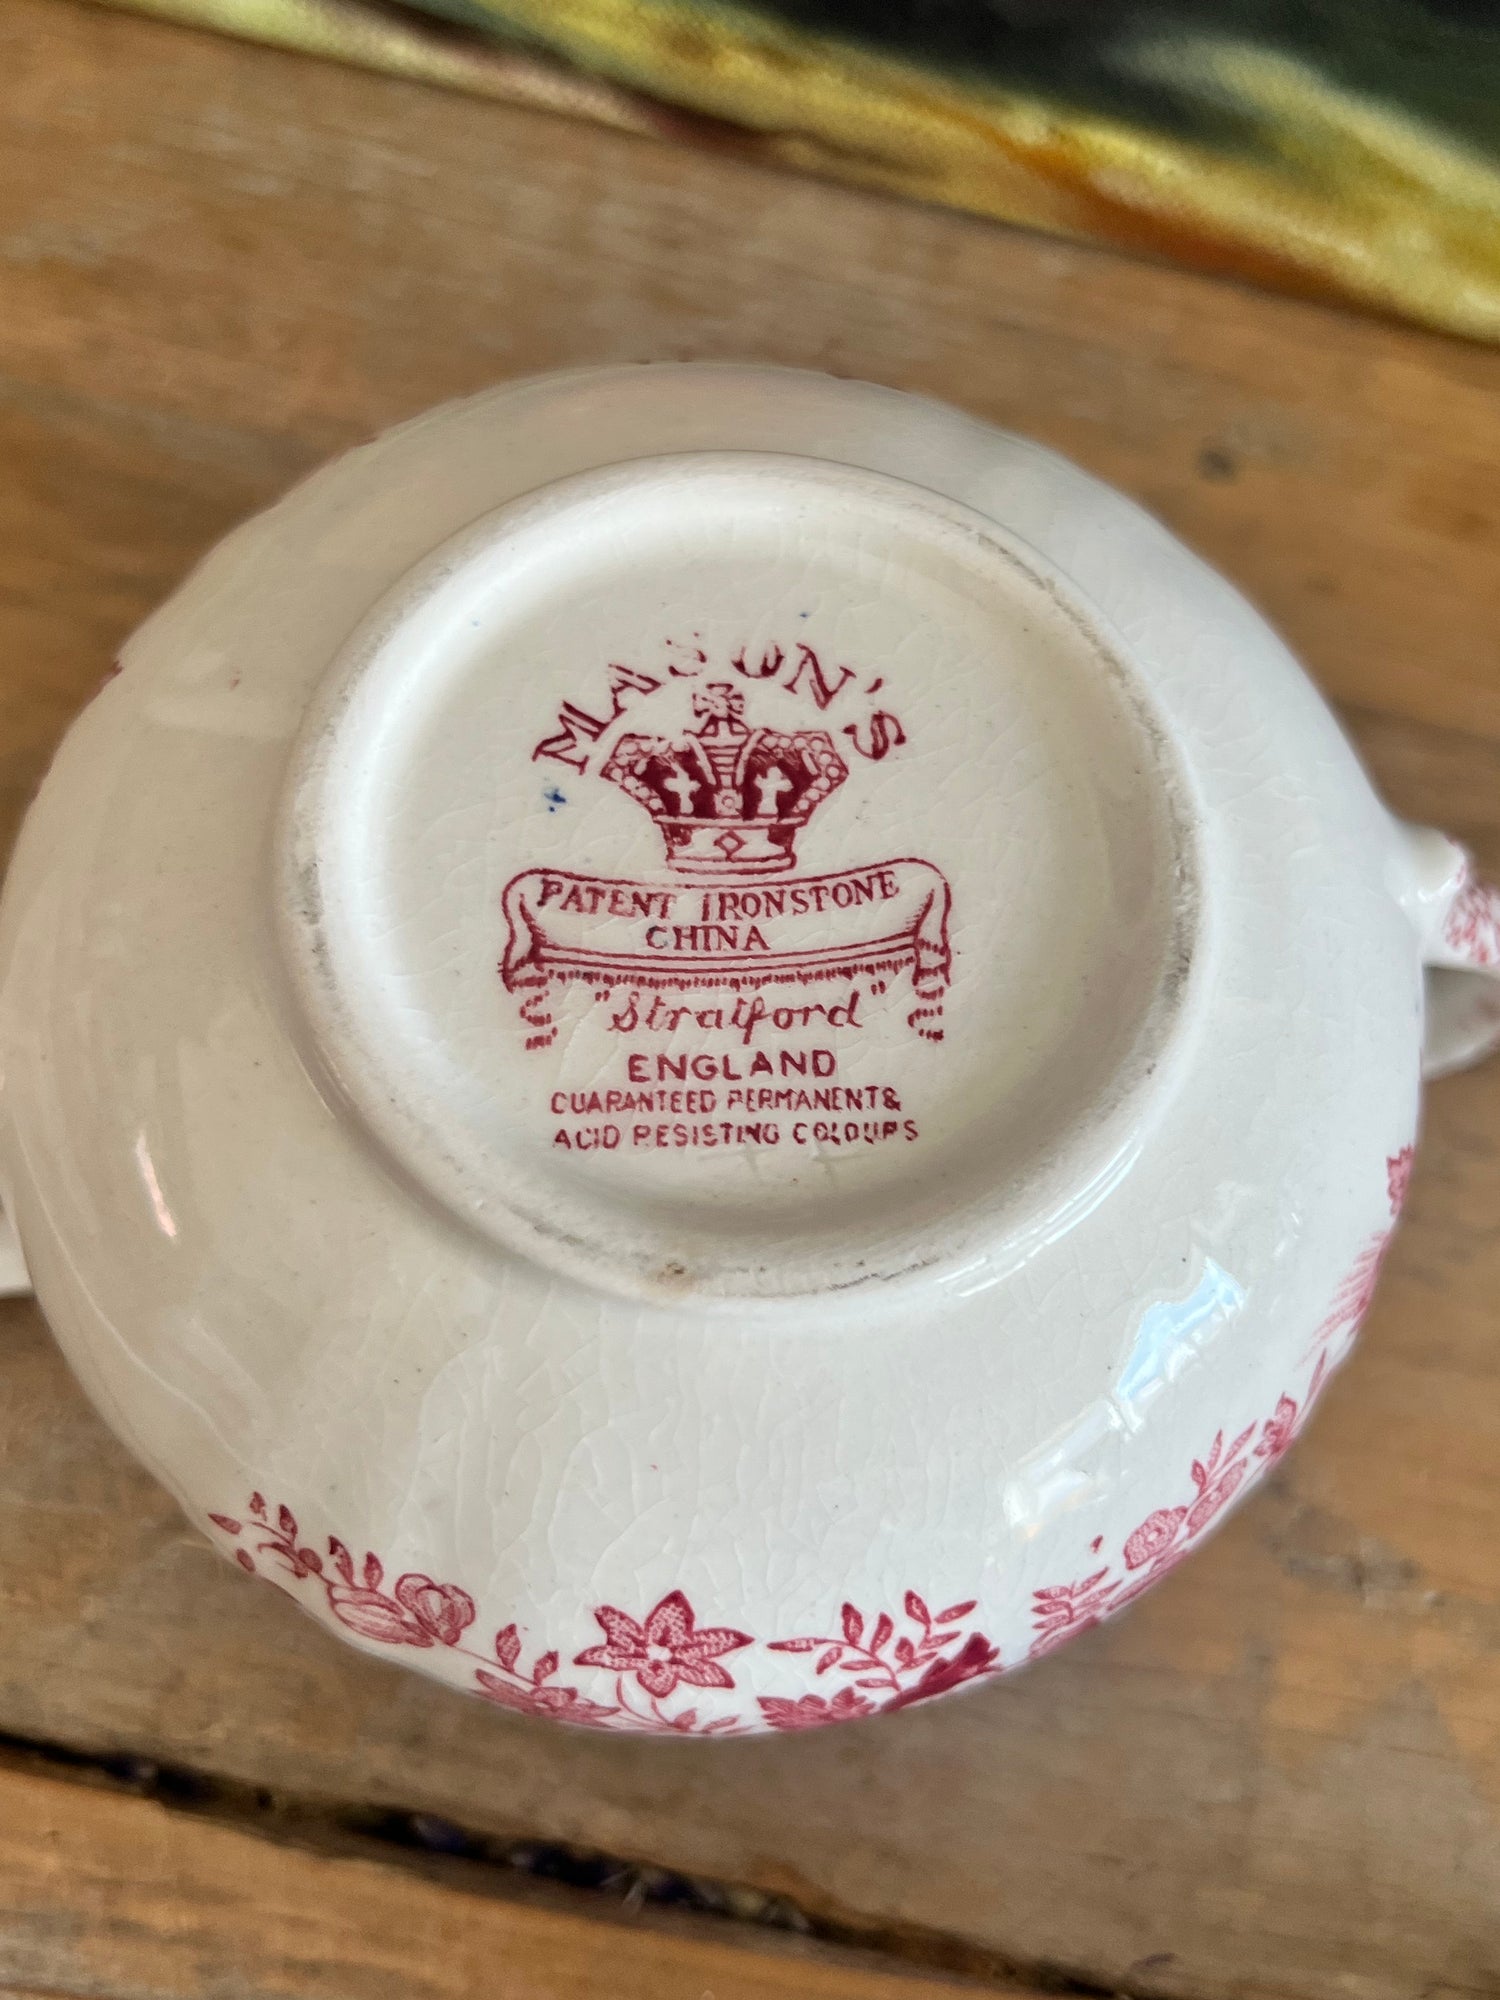 MASON'S
PATENT IRONSTONE
CHINA
"Stratford"
ENGLAND
GUARANTEED PERMANENT &
ACID RESISTING COLOURS